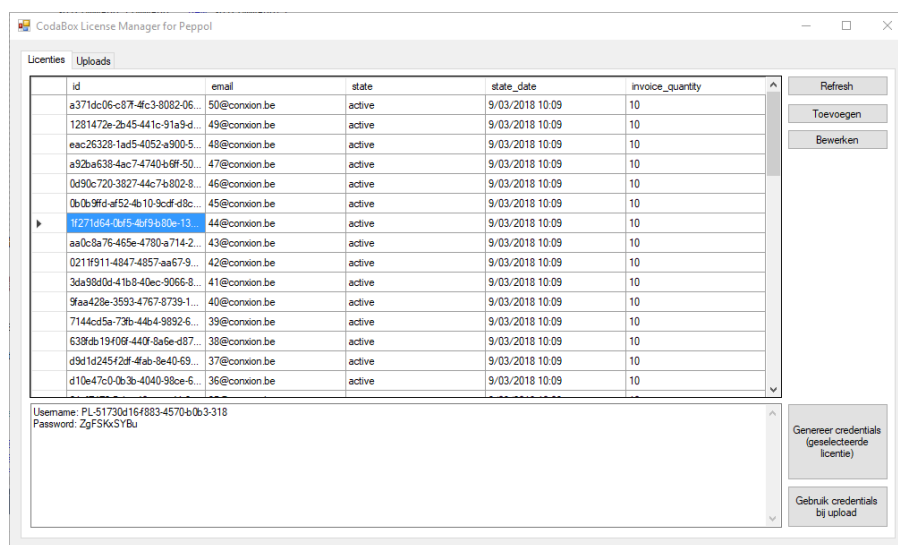 CodaBox License Manager for Peppol
Licenties Uploads
id email state state_date invoice_quantity
a371dc06-c87f-4fc3-8082-06... 50@conxion.be active 9/03/2018 10:09 10
1281472e-2b45-441c-91a9-d... 49@conxion.be active 9/03/2018 10:09 10
eac26328-1ad5-4052-a900-5... 48@conxion.be active 9/03/2018 10:09 10
a92ba638-4ac7-4740-b6ff-50... 47@conxion.be active 9/03/2018 10:09 10
0d90c720-3827-44c7-b802-8... 46@conxion.be active 9/03/2018 10:09 10
0b0b9ffd-af52-4b10-9cdf-d8c... 45@conxion.be active 9/03/2018 10:09 10
1f271d64-0bf5-4bf9-b80e-13... 44@conxion.be active 9/03/2018 10:09 10
aa0c8a76-465e-4780-a714-2... 43@conxion.be active 9/03/2018 10:09 10
0211f911-4847-4857-aa67-9... 42@conxion.be active 9/03/2018 10:09 10
3da98d0d-41b8-40ec-9066-8... 41@conxion.be active 9/03/2018 10:09 10
9faa428e-3593-4767-8739-1... 40@conxion.be active 9/03/2018 10:09 10
7144cd5a-73fb-44b4-9892-6... 39@conxion.be active 9/03/2018 10:09 10
638fdb19-f06f-440f-8a6e-d87... 38@conxion.be active 9/03/2018 10:09 10
d9d1d245-f2df-4fab-8e40-69... 37@conxion.be active 9/03/2018 10:09 10
d10e47c0-0b3b-4040-98ce-6... 36@conxion.be active 9/03/2018 10:09 10
Refresh
Toevoegen
Bewerken
Username: PL-51730d16-f883-4570-b0b3-318
Password: ZgFSKxSYBu
Genereer credentials
(geselecteerde
licentie)
Gebruik credentials
bij upload